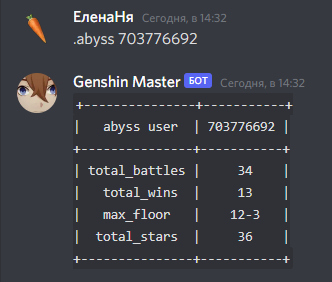 ЕленаНя Сегодня, в 14:32
.abyss 703776692
Genshin Master БОТ Сегодня, в 14:32
+---------------+-----------+
|   abyss user  | 703776692 |
+---------------+-----------+
| total_battles |     34    |
|   total_wins  |     13    |
|   max_floor   |    12-3   |
|  total_stars  |     36    |
+---------------+-----------+